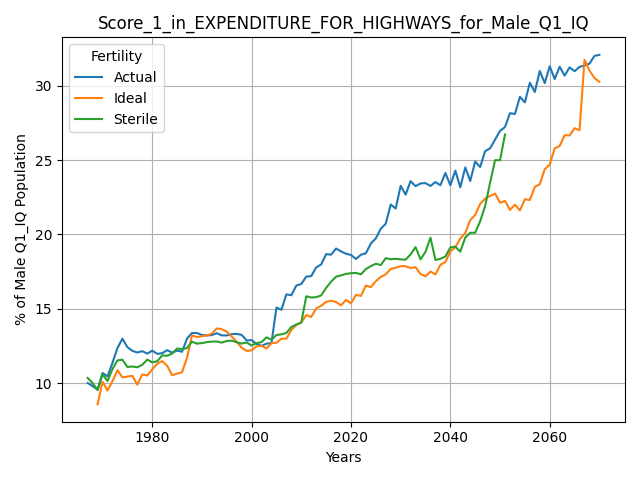 Score_1_in_EXPENDITURE_FOR_HIGHWAYS_for_Male_Q1_IQ
Fertility
Actual
Ideal
Sterile
% of Male Q1_IQ Population
30
25
20
15
10
1980
2000
2020
2040
2060
Years